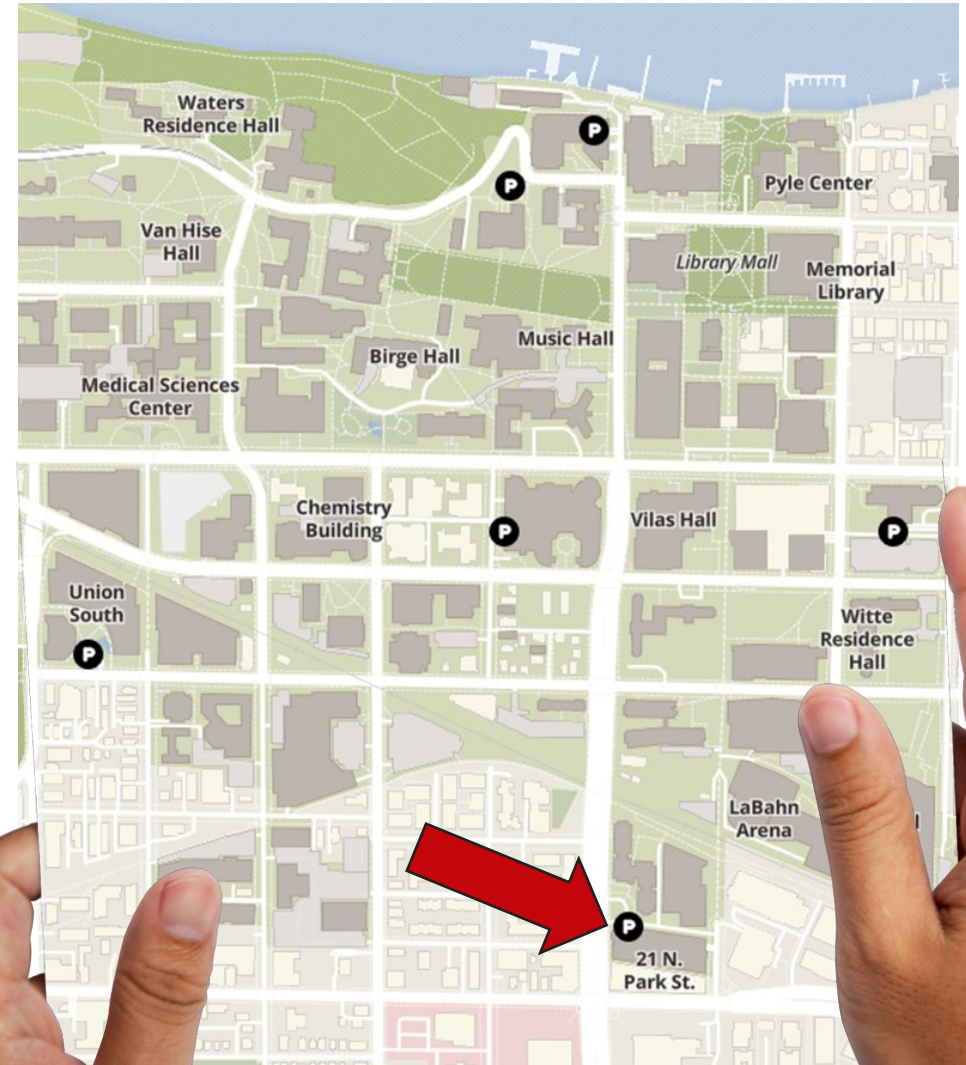 Waters
Residence Hall
P
P
Pyle Center
Van Hise
Hall
Library Mall
Memorial
Library
Music Hall
Birge Hall
Medical Sciences
Center
Chemistry
Building
P
Vilas Hall
P
Union
South
P
Witte
Residence
Hall
LaBahn
Arena
P
21 N.
Park St.